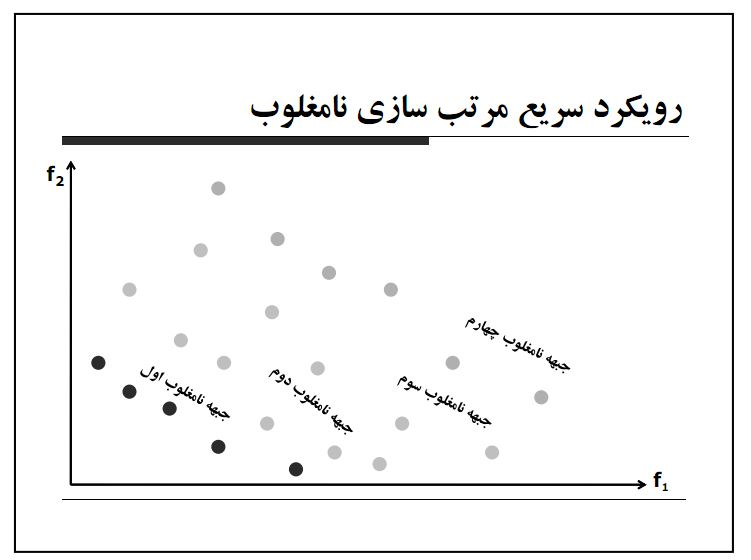 رویکرد سریع مرتب سازی نامغلوب
f2
جبهه نامغلوب چهارم
جبهه نامغلوب اول
جبهه نامغلوب دوم
جبهه نامغلوب سوم
f1